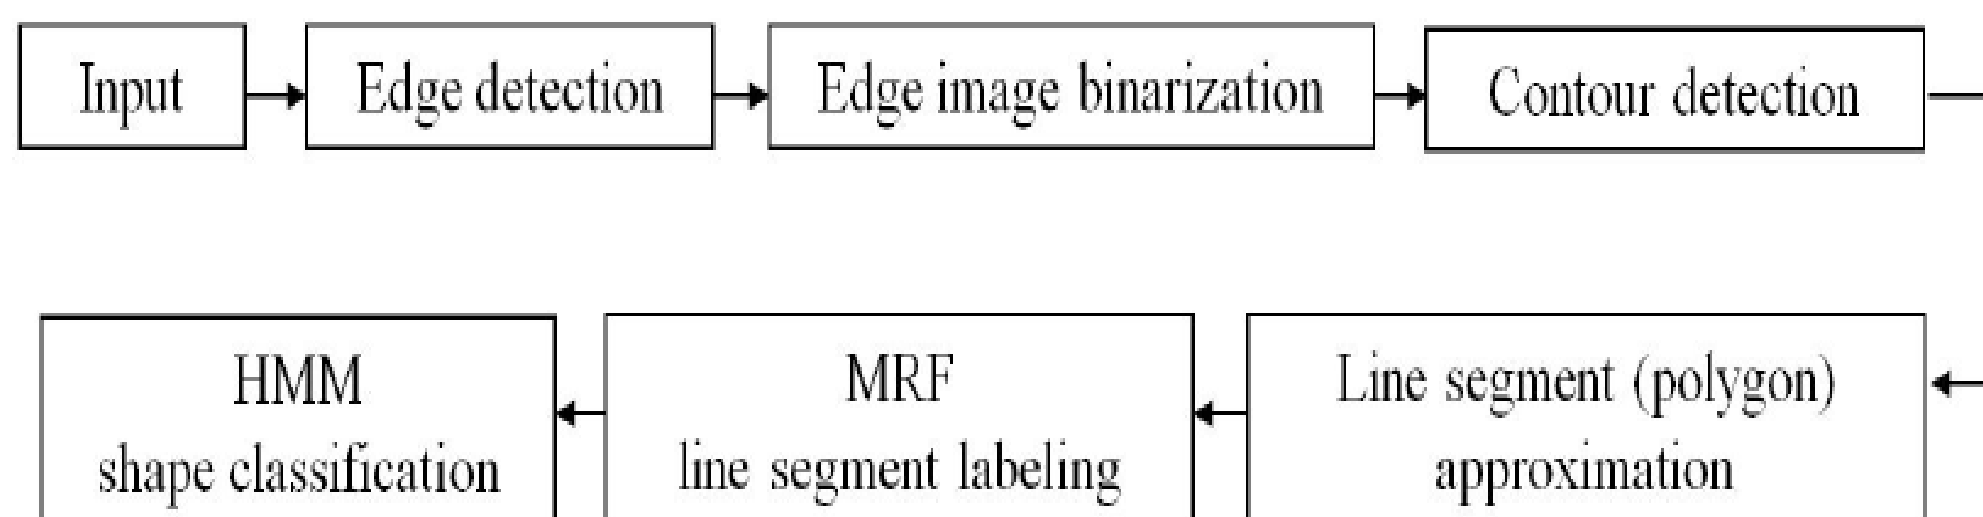 Input
Edge detection
Edge image binarization
Contour detection
Line segment (polygon)
approximation
MRF
line segment labeling
HMM
shape classification